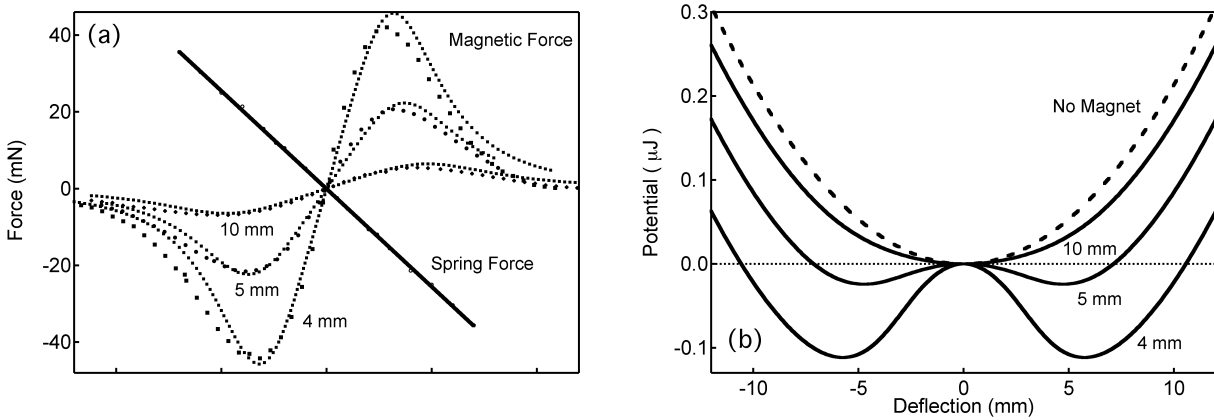 (a)
Magnetic Force
40
20
0
-20
-40
Force (mN)
10 mm
5 mm
4 mm
Spring Force
0.3
0.2
0.1
0.0
-0.1
Potential ( μJ )
No Magnet
10 mm
5 mm
4 mm
(b)
-10 -5 0 5 10
Deflection (mm)